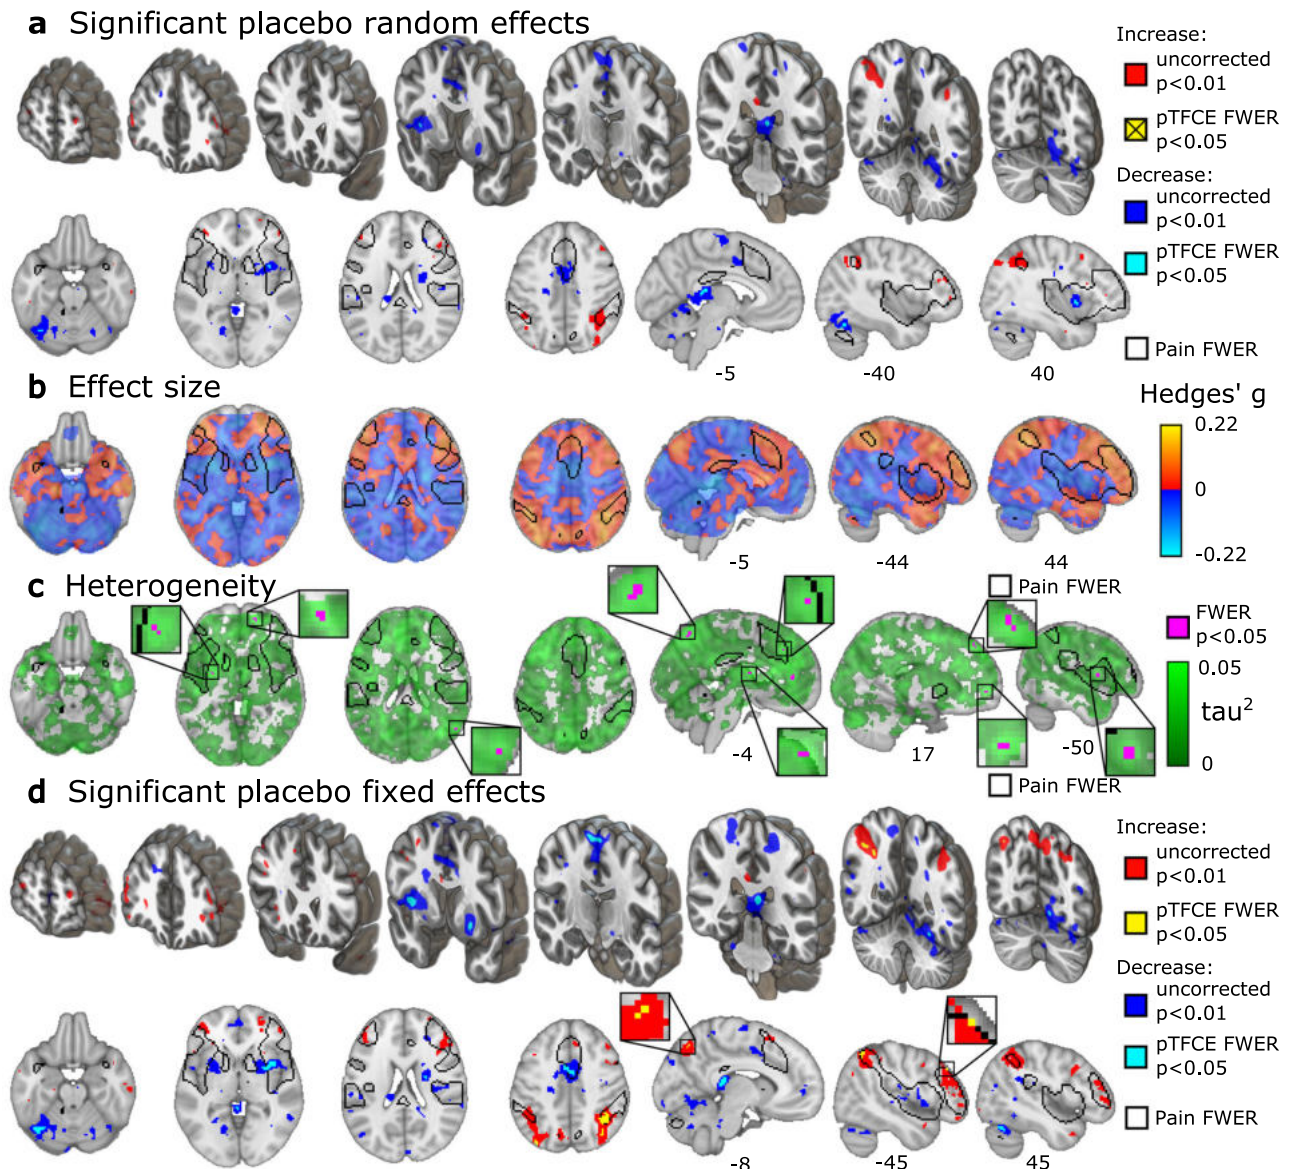 a Significant placebo random effects
Increase:
uncorrected
p<0.01
pTFCE FWER
p<0.05
Decrease:
uncorrected
p<0.01
pTFCE FWER
p<0.05
Pain FWER
-5
-40
40
b Effect size
Hedges' g
0.22
0
-0.22
-5
-44
44
Pain FWER
c Heterogeneity
FWER
p<0.05
0.05
tau²
0
-4
17
-50
Pain FWER
d Significant placebo fixed effects
Increase:
uncorrected
p<0.01
pTFCE FWER
p<0.05
Decrease:
uncorrected
p<0.01
pTFCE FWER
p<0.05
Pain FWER
-8
-45
45